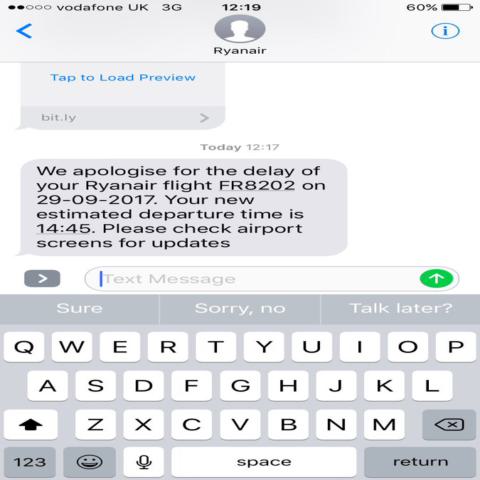 vodafone UK 3G 12:19 60%
Ryanair
Tap to Load Preview
bit.ly
Today 12:17
We apologise for the delay of
your Ryanair flight FR8202 on
29-09-2017. Your new
estimated departure time is
14:45. Please check airport
screens for updates
Text Message
Sure Sorry, no Talk later?
Q W E R T Y U I O P
A S D F G H J K L
Z X C V B N M
123 space return